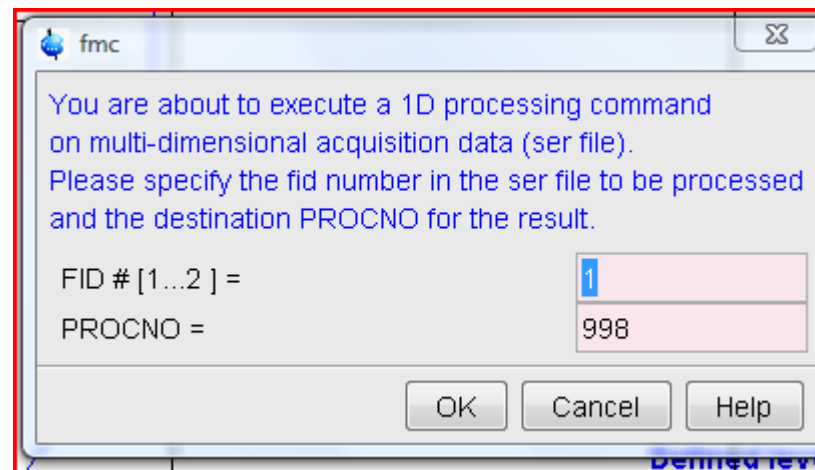 fmc
You are about to execute a 1D processing command
on multi-dimensional acquisition data (ser file).
Please specify the fid number in the ser file to be processed
and the destination PROCNO for the result.
FID # [1...2 ] = 1
PROCNO = 998
OK Cancel Help
Defined leve